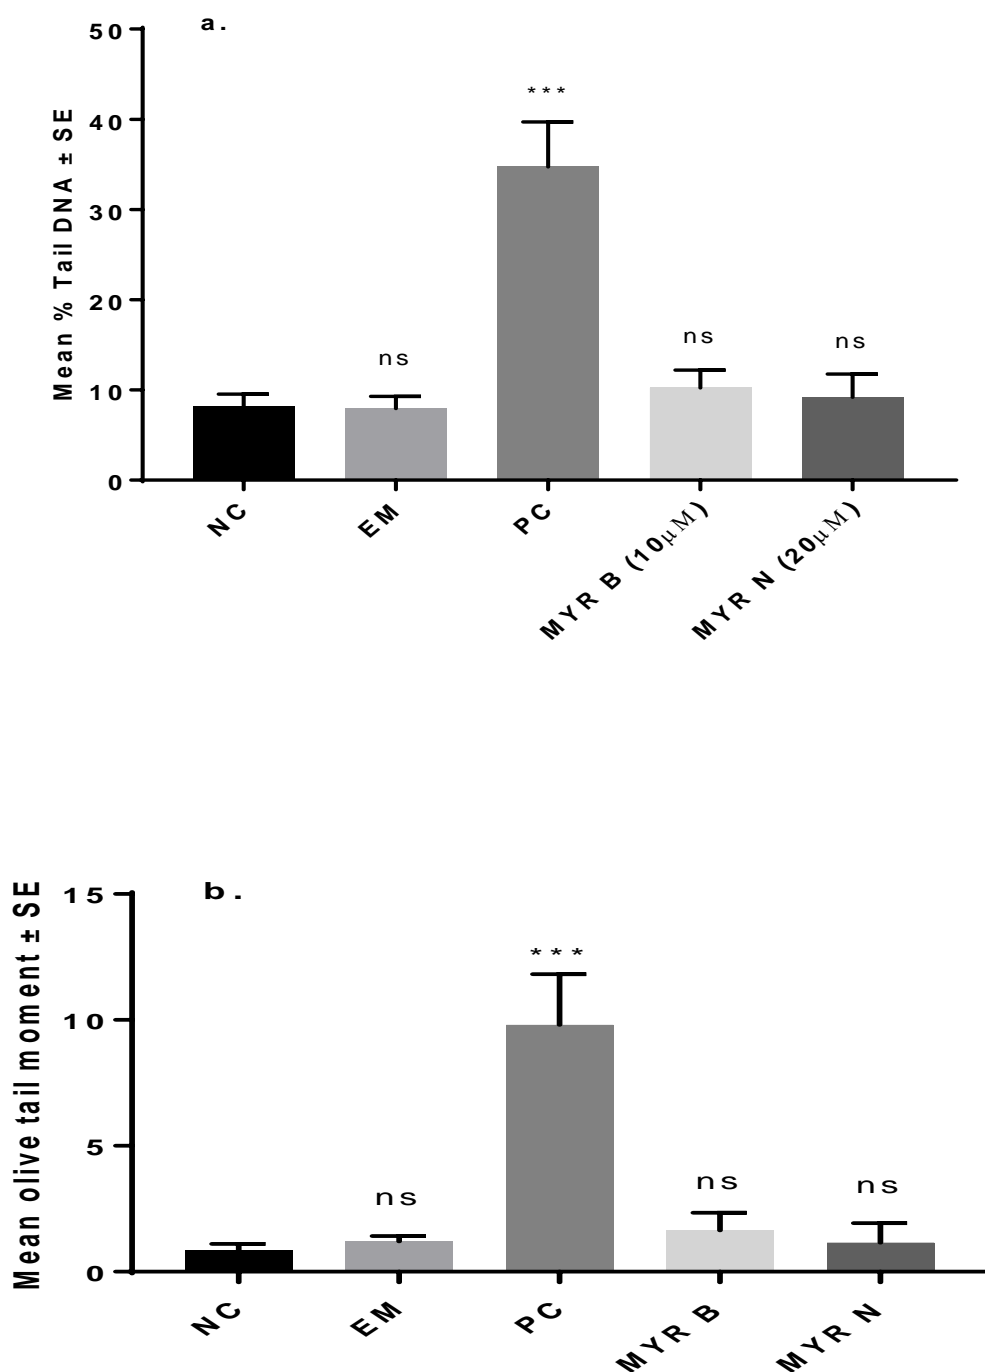 a.
Mean % Tail DNA ± SE
50
40
30
20
10
0
***
ns
ns
ns
NC
EM
PC
MYR B (10μM)
MYR N (20μM)
b.
Mean olive tail moment ± SE
15
10
5
0
***
ns
ns
ns
NC
EM
PC
MYR B
MYR N